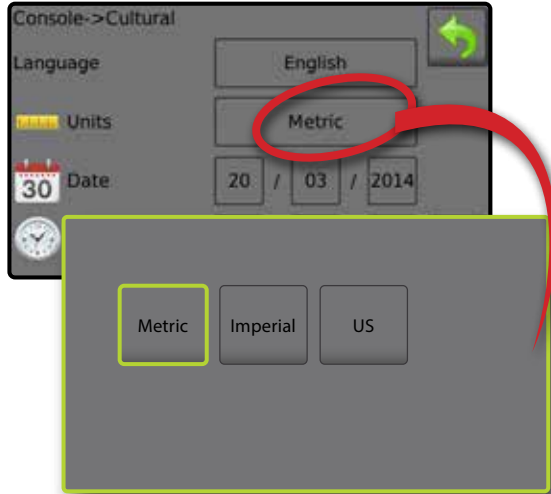 Console->Cultural
Language English
Units Metric
30 Date 20 / 03 / 2014
Metric Imperial US